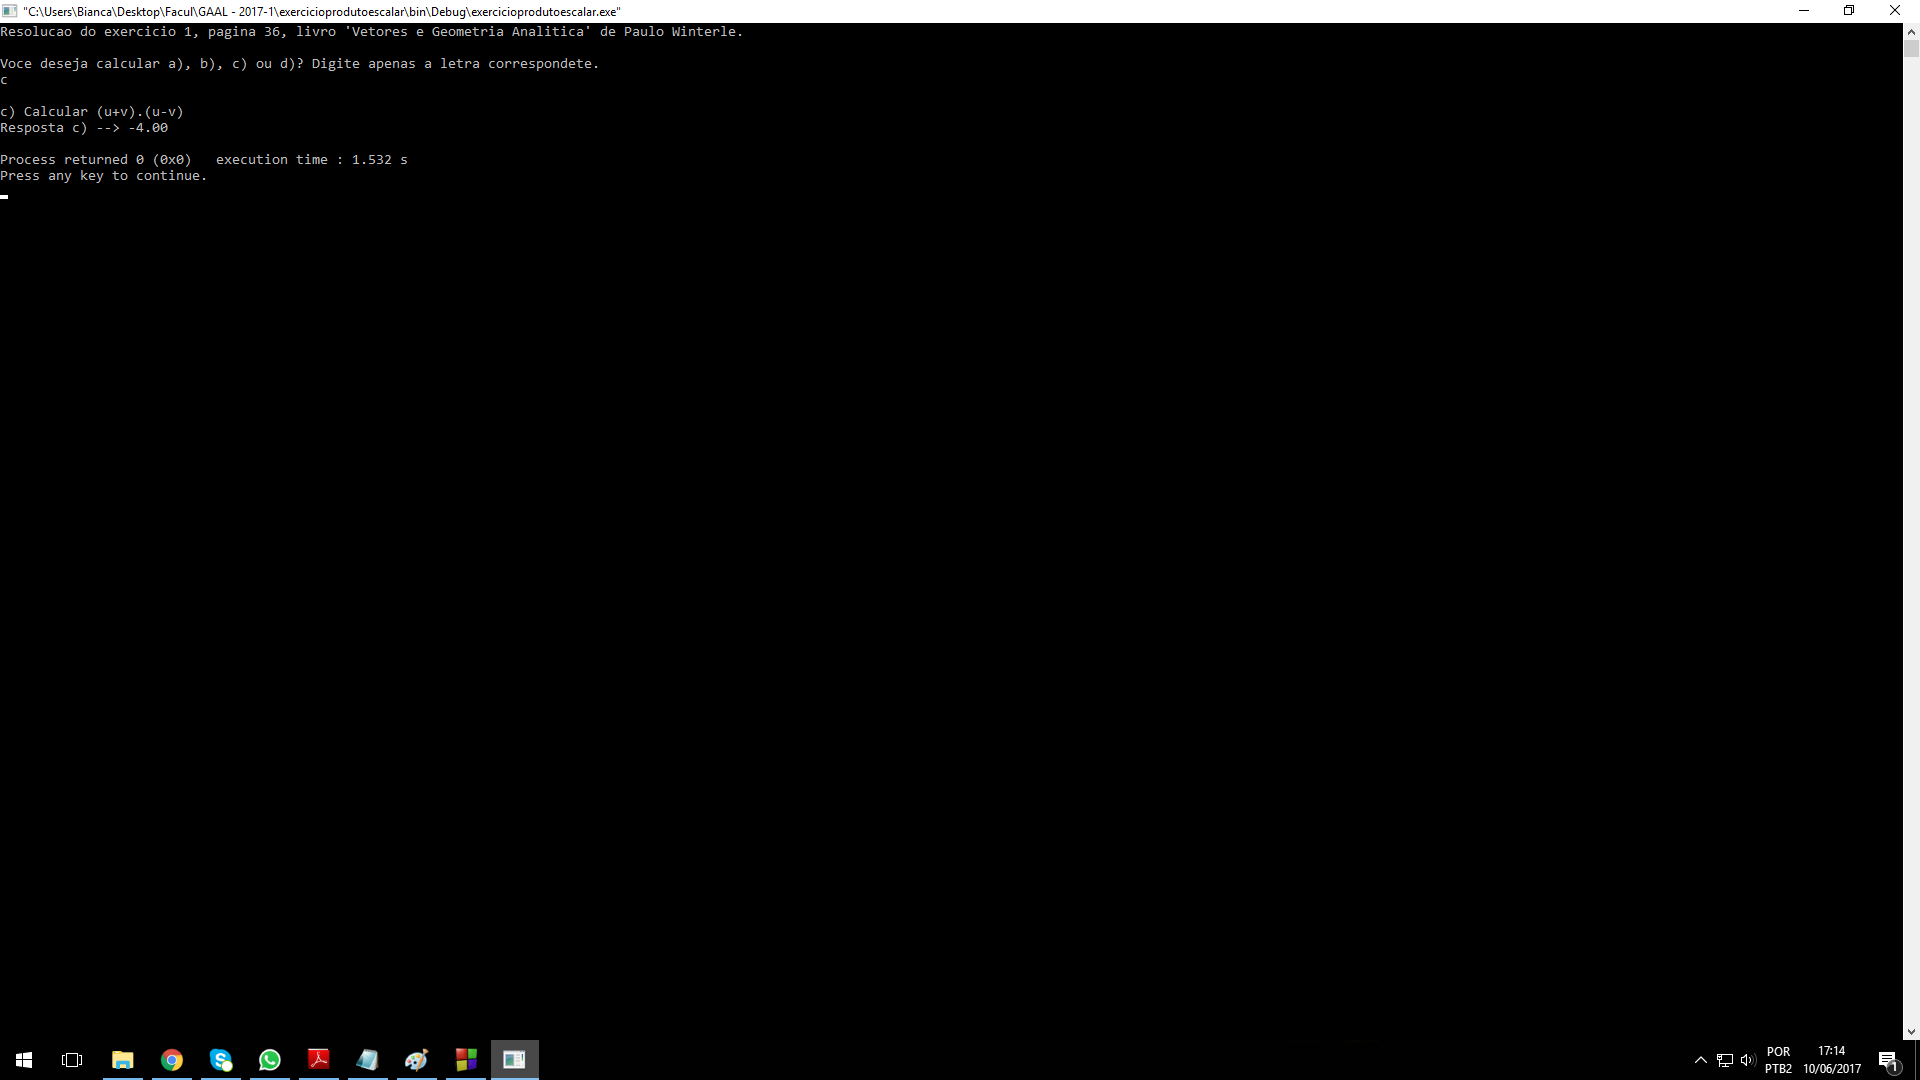 "C:\Users\Bianca\Desktop\Facul\GAAL - 2017-1\exercicioprodutoescalar\bin\Debug\exercicioprodutoescalar.exe"
Resolucao do exercicio 1, pagina 36, livro 'Vetores e Geometria Analitica' de Paulo Winterle.
Voce deseja calcular a), b), c) ou d)? Digite apenas a letra correspondete.
c
c) Calcular (u+v).(u-v)
Resposta c) --> -4.00
Process returned 0 (0x0)   execution time : 1.532 s
Press any key to continue.
POR
PTB2
17:14
10/06/2017
1